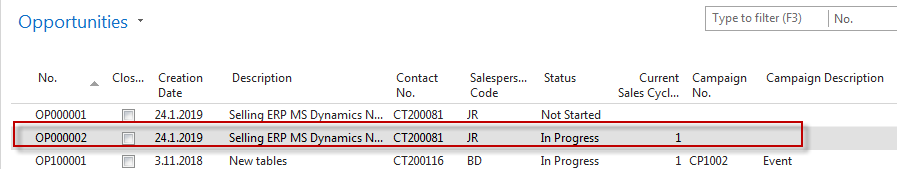 Opportunities
Type to filter (F3) No.
No. Clos... Creation Date Description Contact No. Salespers... Code Status Current Sales Cycl... Campaign No. Campaign Description
OP000001 24.1.2019 Selling ERP MS Dynamics N... CT200081 JR Not Started
OP000002 24.1.2019 Selling ERP MS Dynamics N... CT200081 JR In Progress 1
OP100001 3.11.2018 New tables CT200116 BD In Progress 1 CP1002 Event